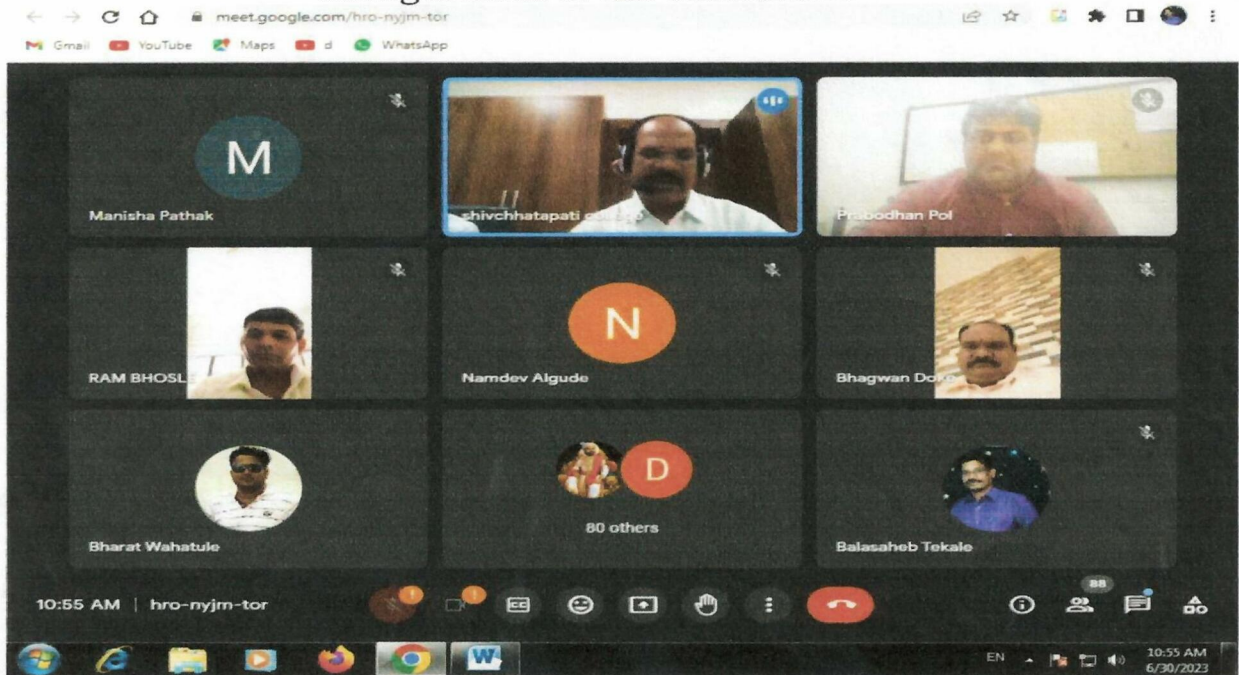 meet.google.com/hro-nyjm-tor
Gmail YouTube Maps d WhatsApp
M
Manisha Pathak
shivchhatapati
Prabodhan Pol
RAM BHOSL
N
Namdev Algude
Bhagwan Doke
Bharat Wahatule
D
80 others
Balasaheb Tekale
10:55 AM | hro-nyjm-tor
CC
88
W
EN
10:55 AM
6/30/2023